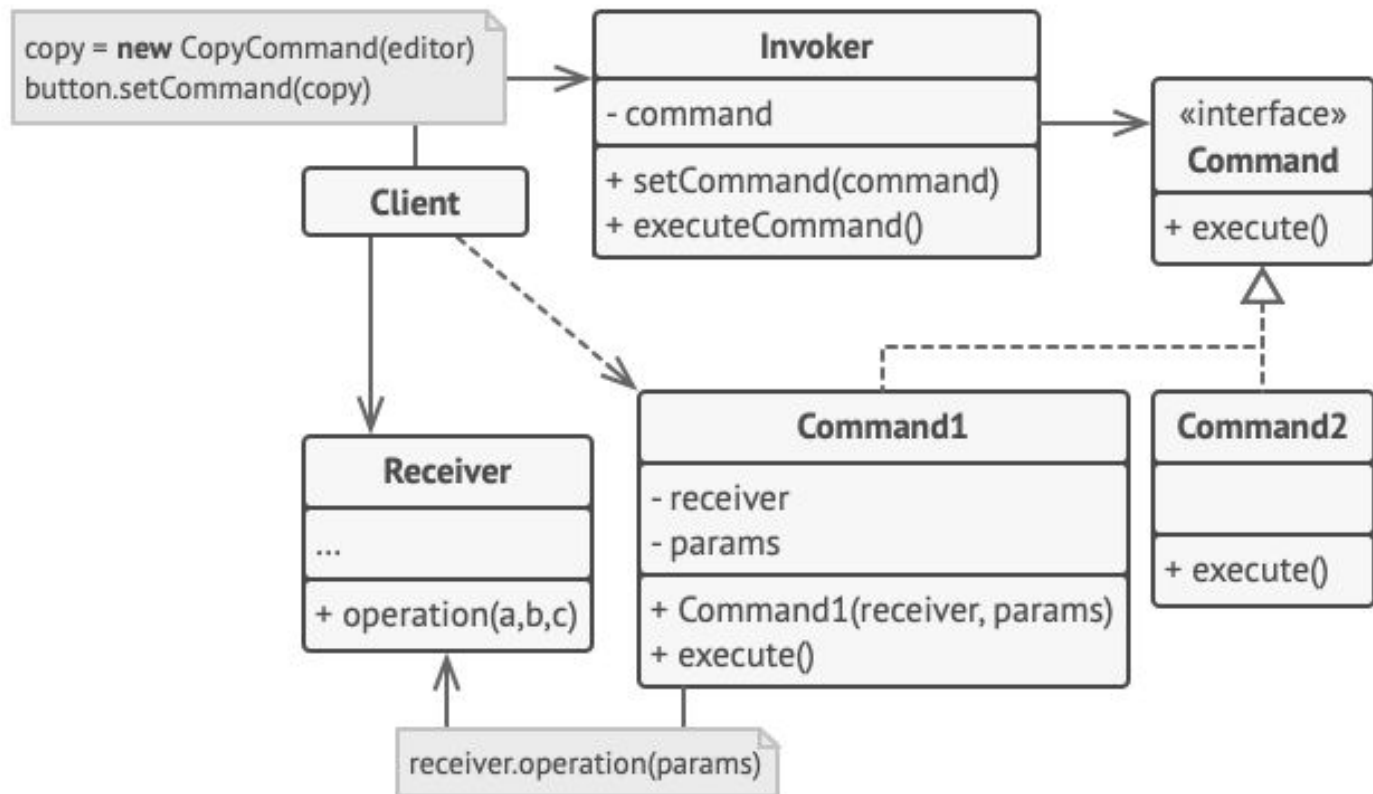 copy = new CopyCommand(editor)
button.setCommand(copy)
Invoker
- command
+ setCommand(command)
+ executeCommand()
«interface»
Command
+ execute()
Client
Receiver
...
+ operation(a,b,c)
Command1
- receiver
- params
+ Command1(receiver, params)
+ execute()
Command2
+ execute()
receiver.operation(params)